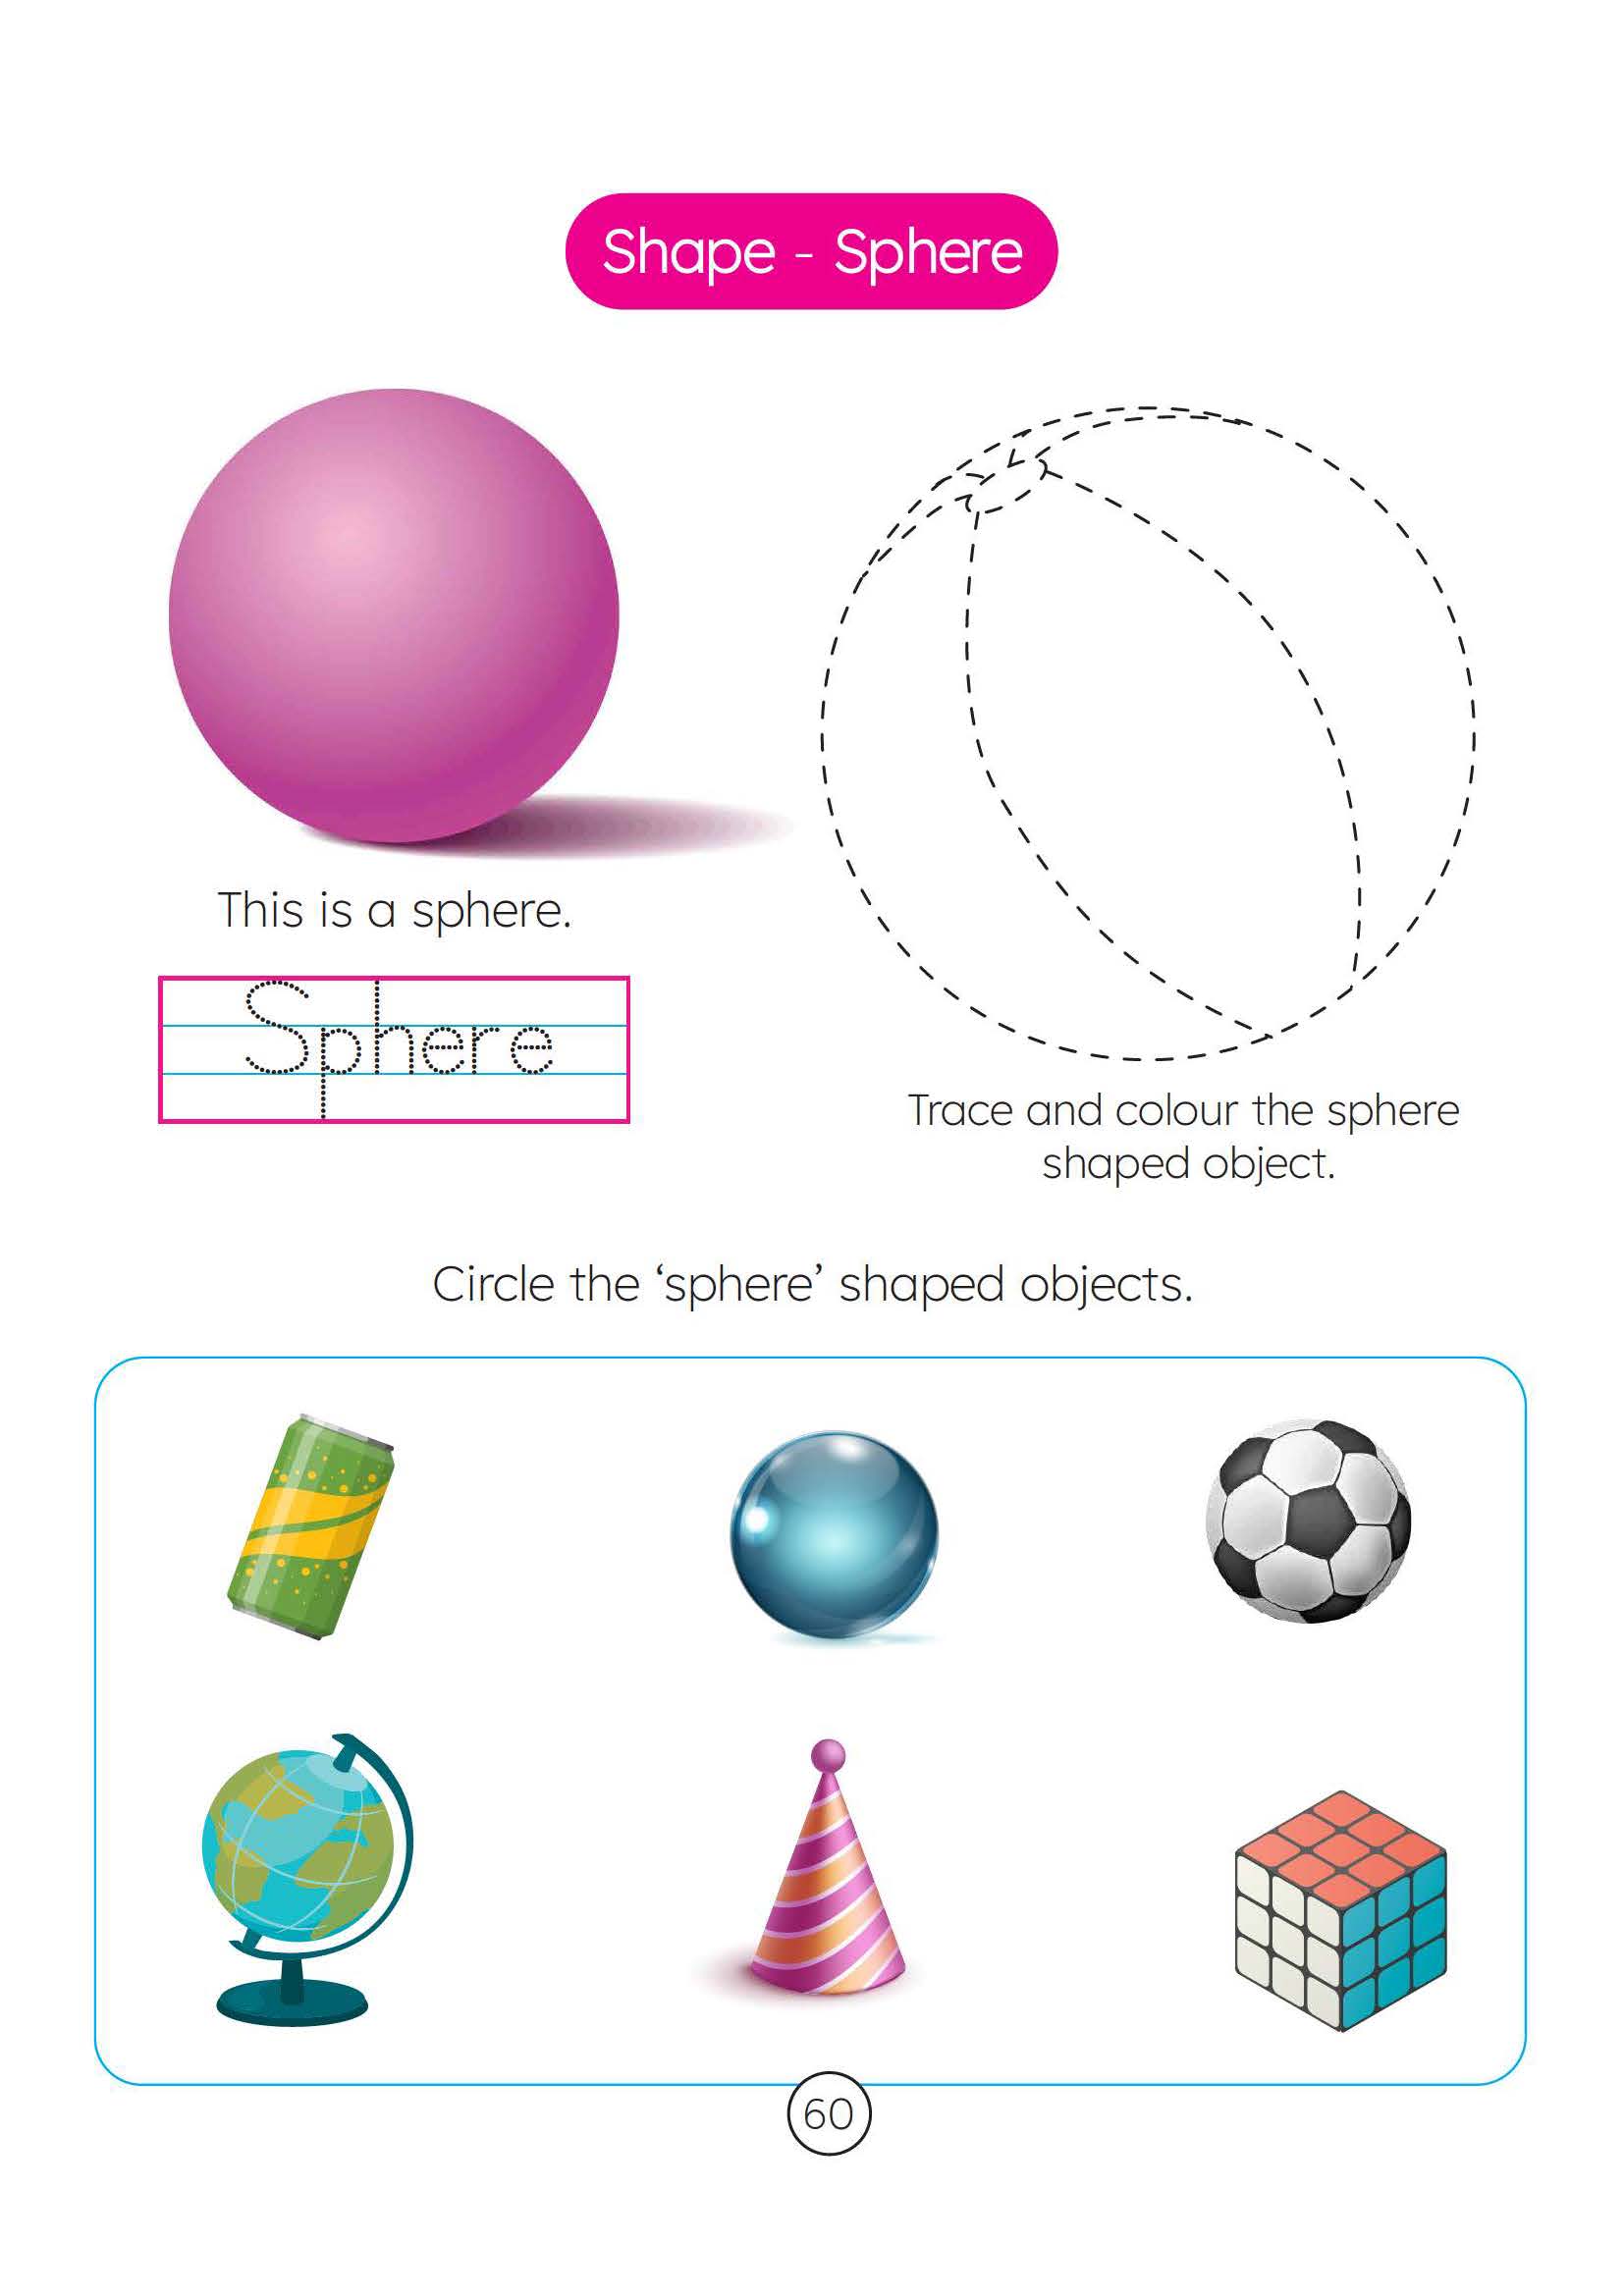 Shape - Sphere
This is a sphere.
Sphere
Trace and colour the sphere
shaped object.
Circle the ‘sphere’ shaped objects.
60